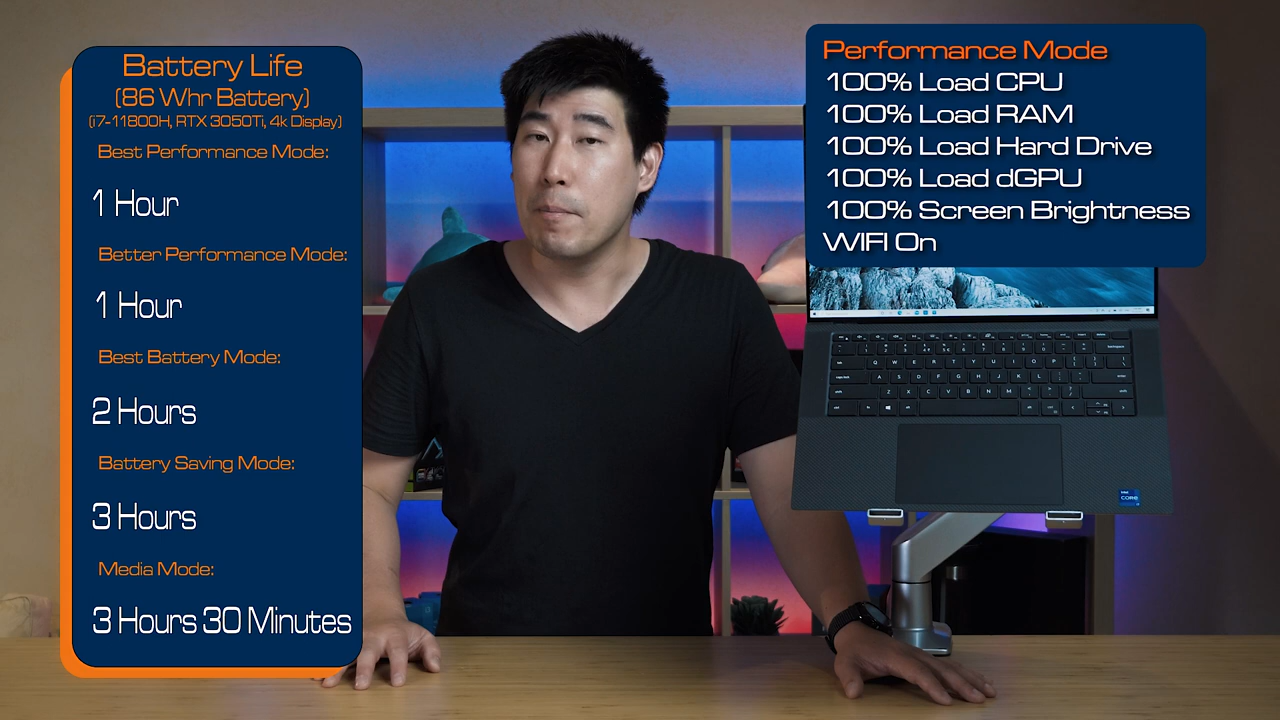 Battery Life
(86 Whr Battery)
(i7-11800H, RTX 3050Ti, 4k Display)
Best Performance Mode:
1 Hour
Better Performance Mode:
1 Hour
Best Battery Mode:
2 Hours
Battery Saving Mode:
3 Hours
Media Mode:
3 Hours 30 Minutes
Performance Mode
100% Load CPU
100% Load RAM
100% Load Hard Drive
100% Load dGPU
100% Screen Brightness
WIFI On
Q W E R T Y U I O P
A S D F G H J K L
Z X C V B N M
intel
CORE